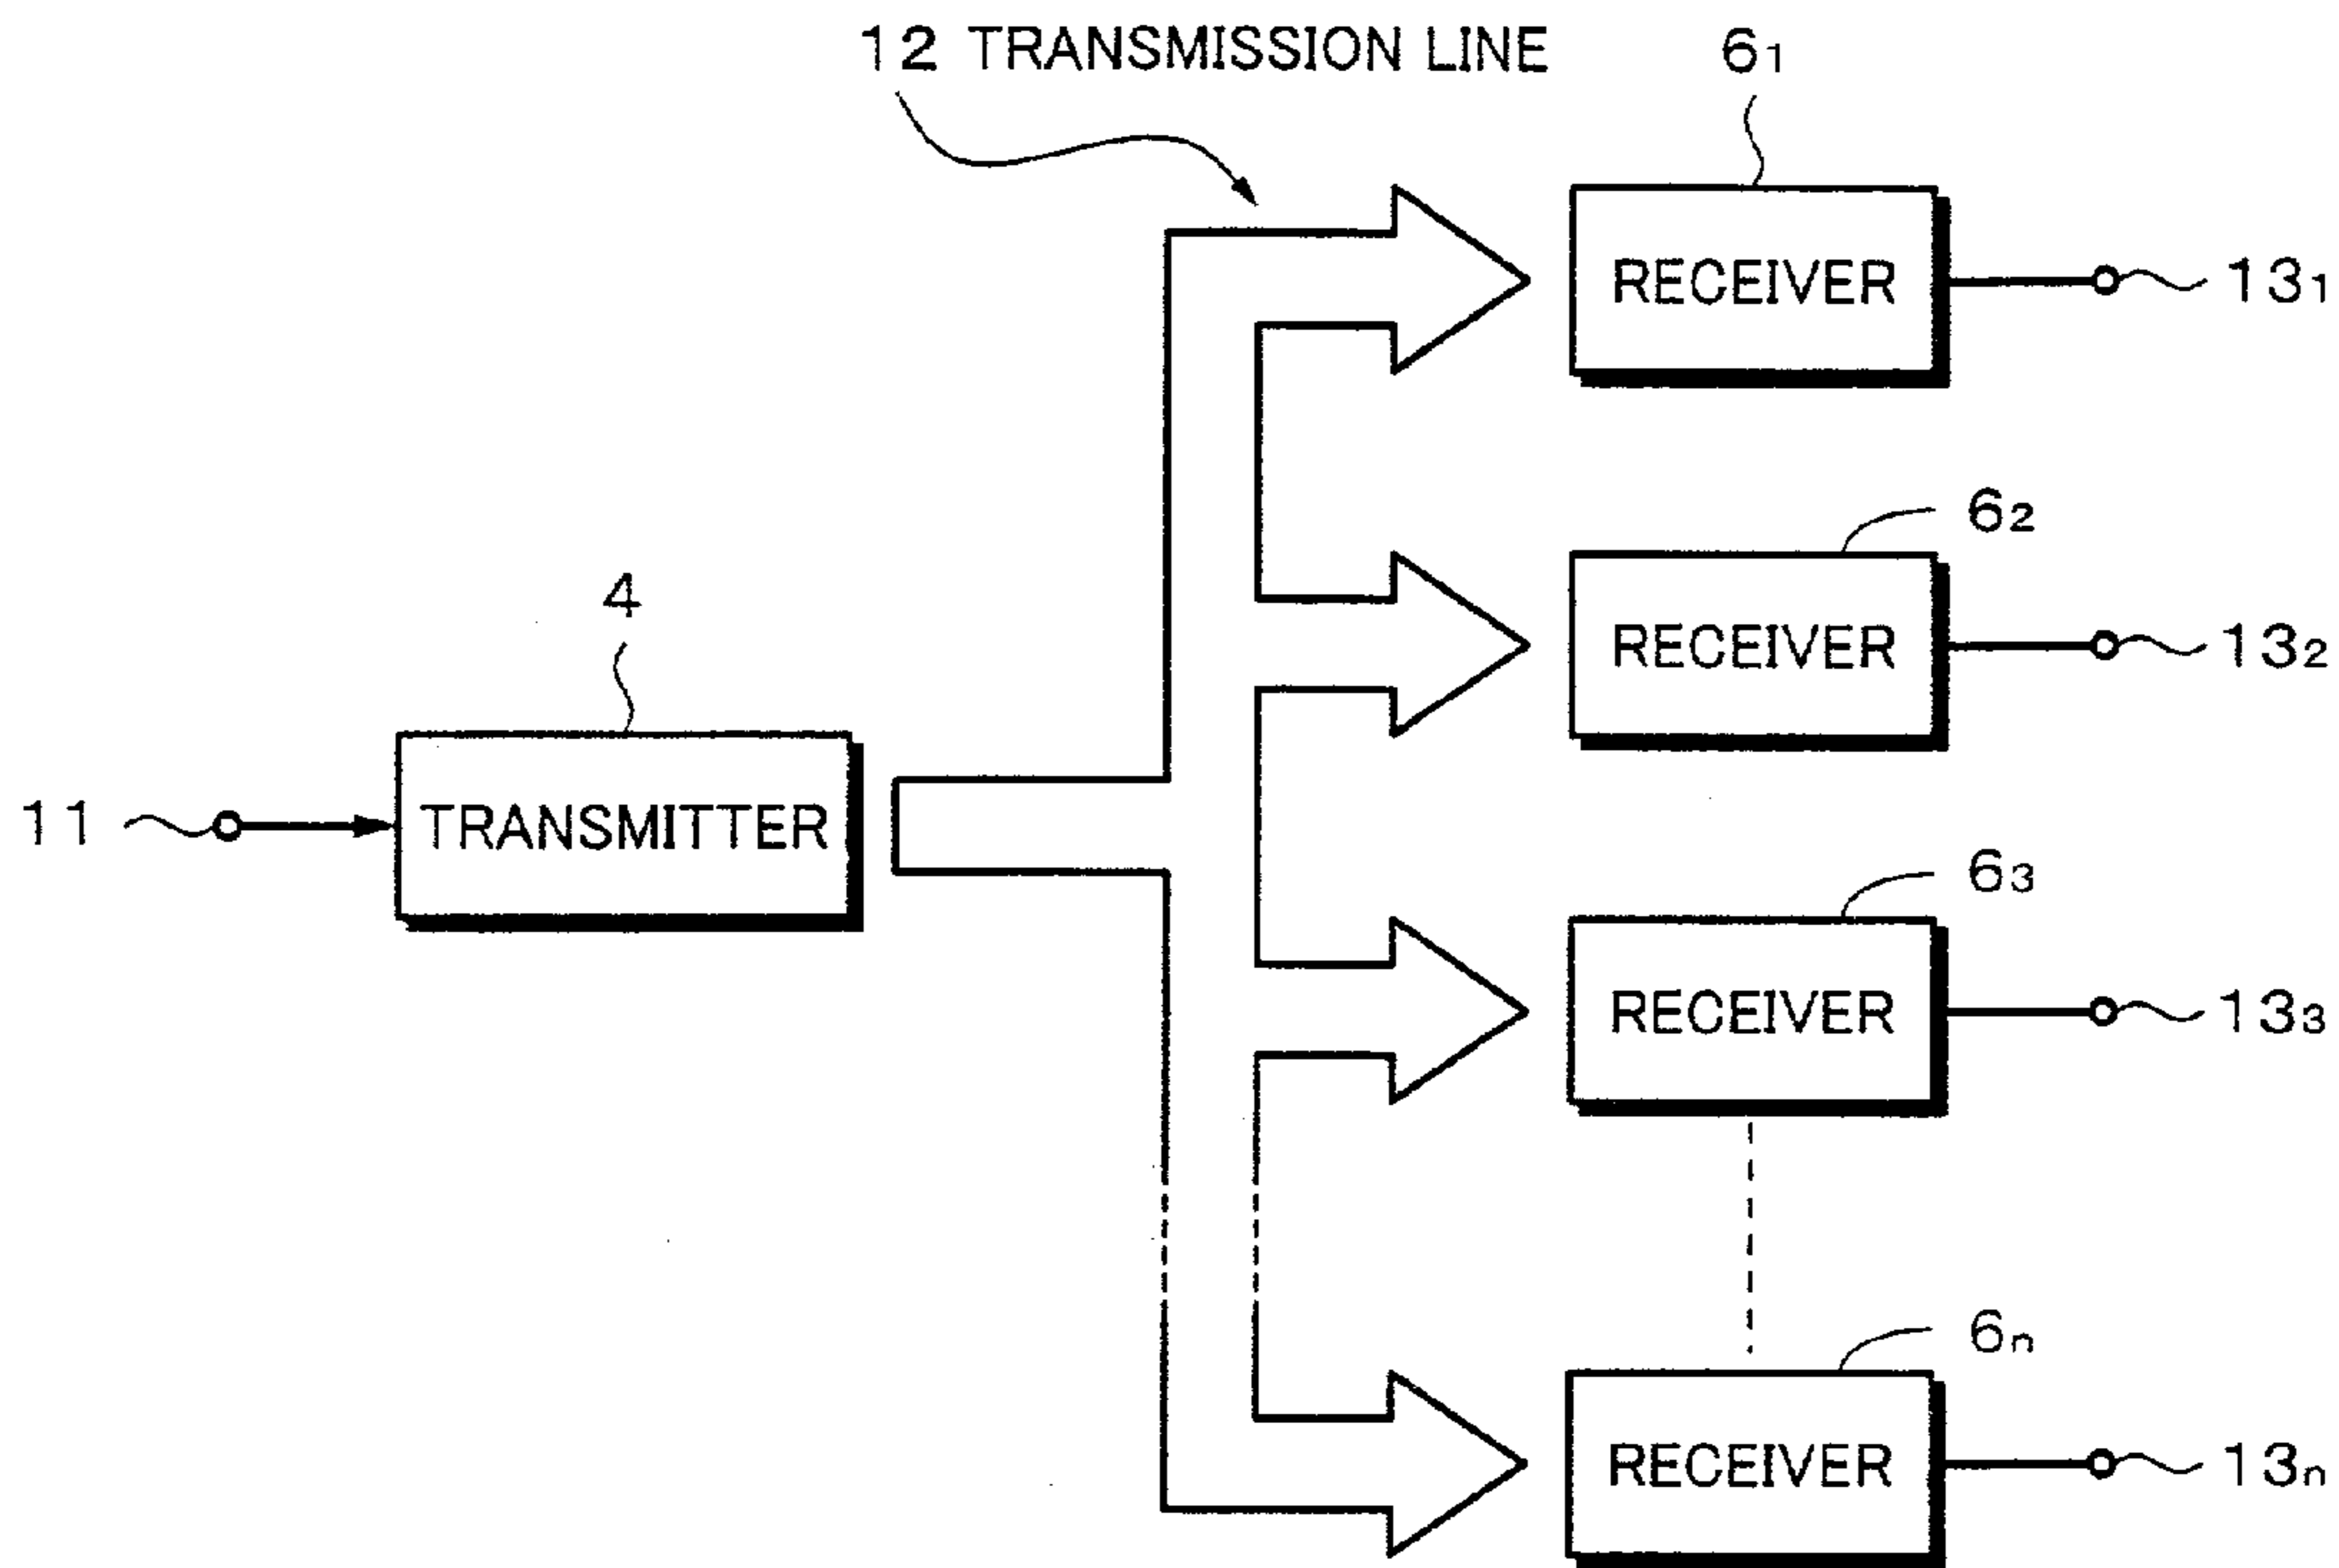 12 TRANSMISSION LINE
6₁
RECEIVER
13₁
6₂
RECEIVER
13₂
4
11
TRANSMITTER
6₃
RECEIVER
13₃
6ₙ
RECEIVER
13ₙ